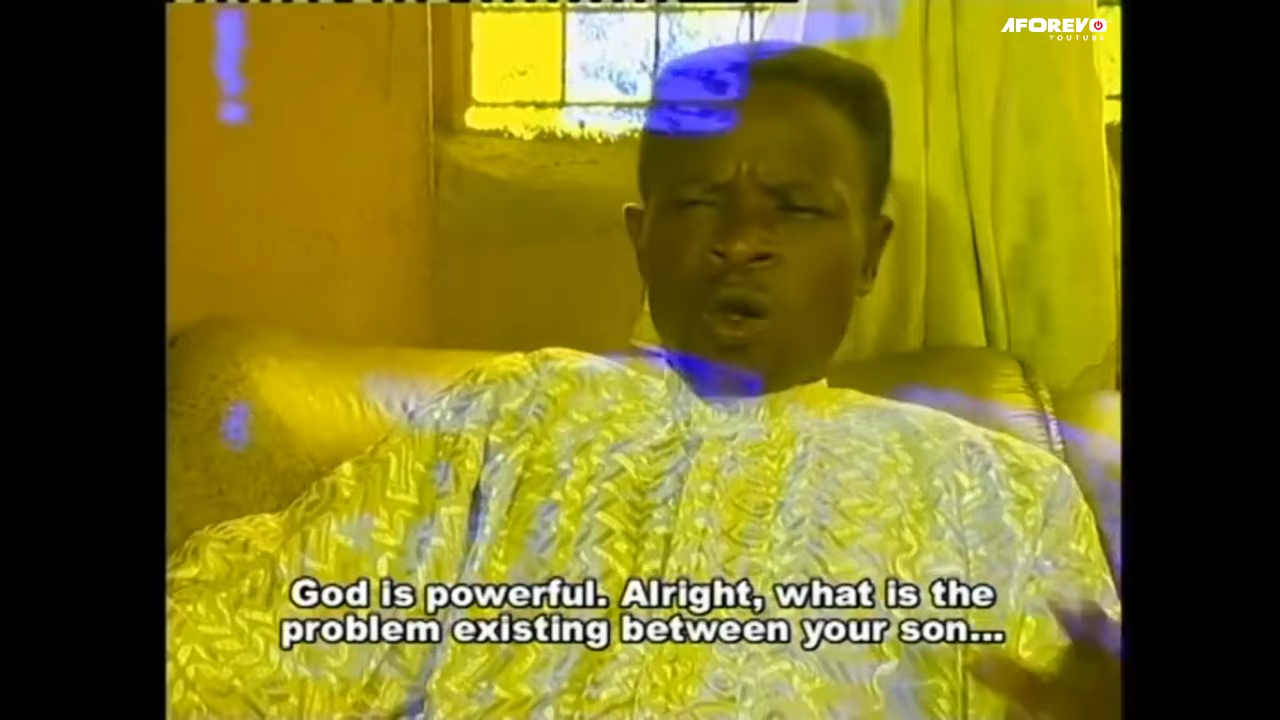 AFOREVO
YOUTUBE
God is powerful. Alright, what is the
problem existing between your son...